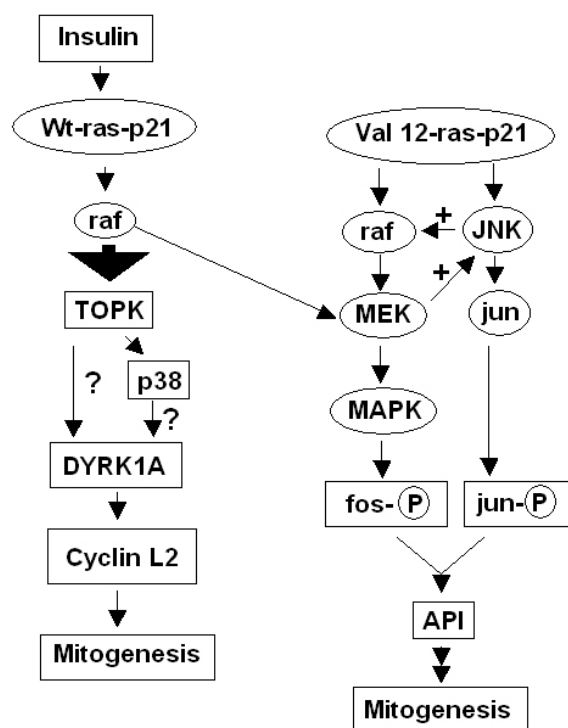 Insulin
Wt-ras-p21
raf
TOPK
?
p38
?
DYRK1A
Cyclin L2
Mitogenesis
Val 12-ras-p21
raf
+
JNK
+
MEK
jun
MAPK
fos- P
jun- P
API
Mitogenesis